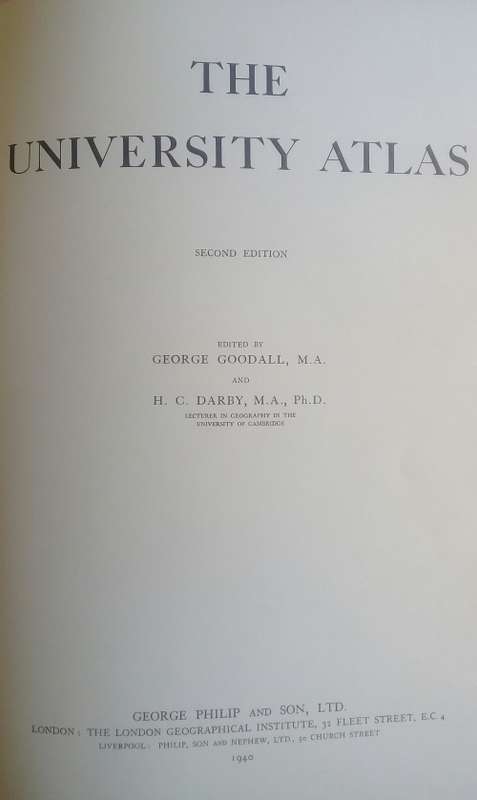 THE
UNIVERSITY ATLAS
SECOND EDITION
EDITED BY
GEORGE GOODALL, M.A.
AND
H. C. DARBY, M.A., Ph.D.
LECTURER IN GEOGRAPHY IN THE
UNIVERSITY OF CAMBRIDGE
GEORGE PHILIP AND SON, LTD.
LONDON: THE LONDON GEOGRAPHICAL INSTITUTE, 32 FLEET STREET, E.C. 4
LIVERPOOL: PHILIP, SON AND NEPHEW, LTD., 50 CHURCH STREET
1940